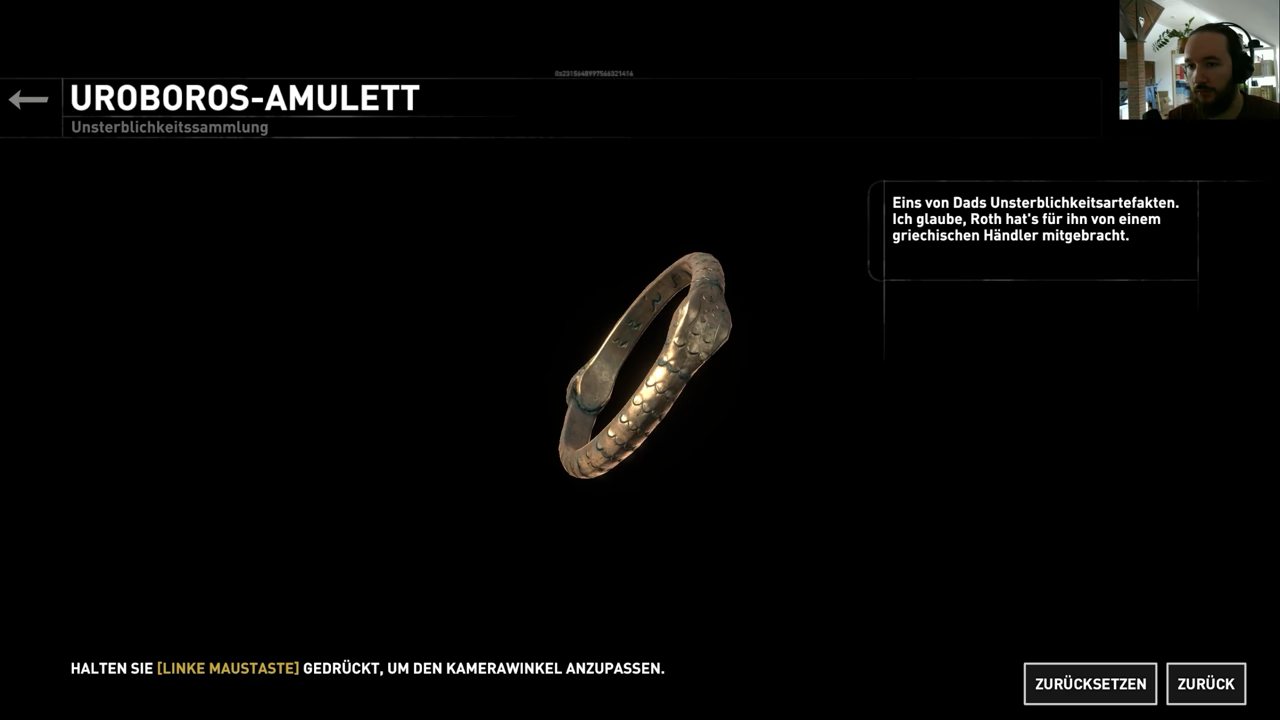 UROBOROS-AMULETT
Unsterblichkeitssammlung
Eins von Dads Unsterblichkeitsartefakten.
Ich glaube, Roth hat's für ihn von einem
griechischen Händler mitgebracht.
HALTEN SIE [LINKE MAUSTASTE] GEDRÜCKT, UM DEN KAMERAWINKEL ANZUPASSEN.
ZURÜCKSETZEN
ZURÜCK